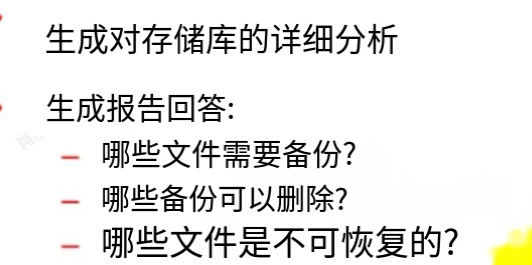 生成对存储库的详细分析
生成报告回答:
– 哪些文件需要备份?
– 哪些备份可以删除?
– 哪些文件是不可恢复的?